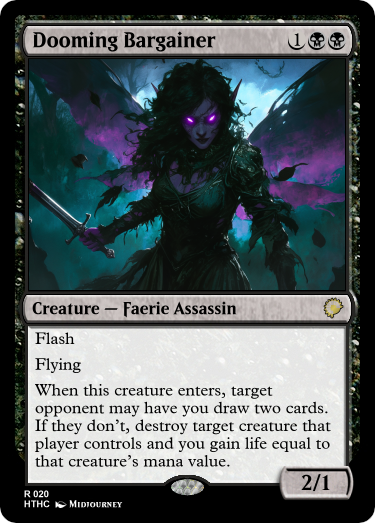 Dooming Bargainer 1
Creature — Faerie Assassin
Flash
Flying
When this creature enters, target
opponent may have you draw two cards.
If they don't, destroy target creature that
player controls and you gain life equal to
that creature's mana value.
2/1
R 020
HTHC Midjourney